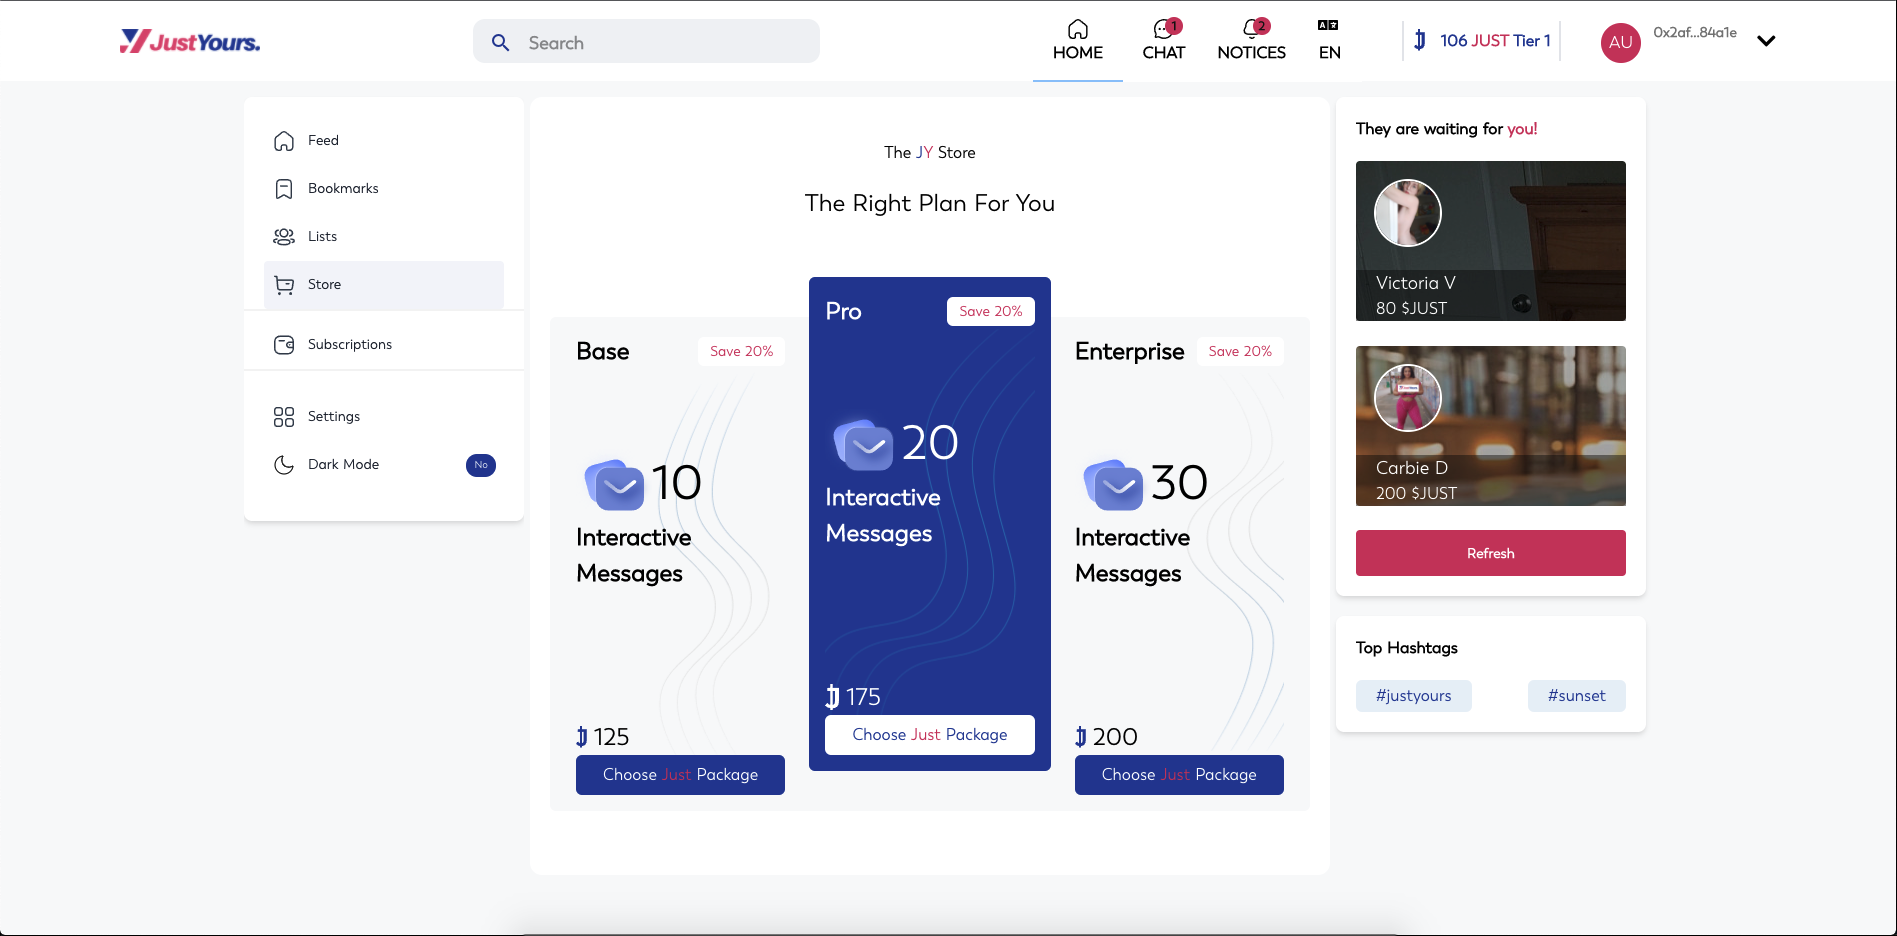 JustYours.
Search
HOME
CHAT
1
NOTICES
2
EN
106 JUST Tier 1
AU
0x2af...84a1e
Feed
Bookmarks
Lists
Store
Subscriptions
Settings
Dark Mode
No
The JY Store
The Right Plan For You
Base
Save 20%
10
Interactive
Messages
125
Choose Just Package
Pro
Save 20%
20
Interactive
Messages
175
Choose Just Package
Enterprise
Save 20%
30
Interactive
Messages
200
Choose Just Package
They are waiting for you!
Victoria V
80 $JUST
Carbie D
200 $JUST
Refresh
Top Hashtags
#justyours
#sunset